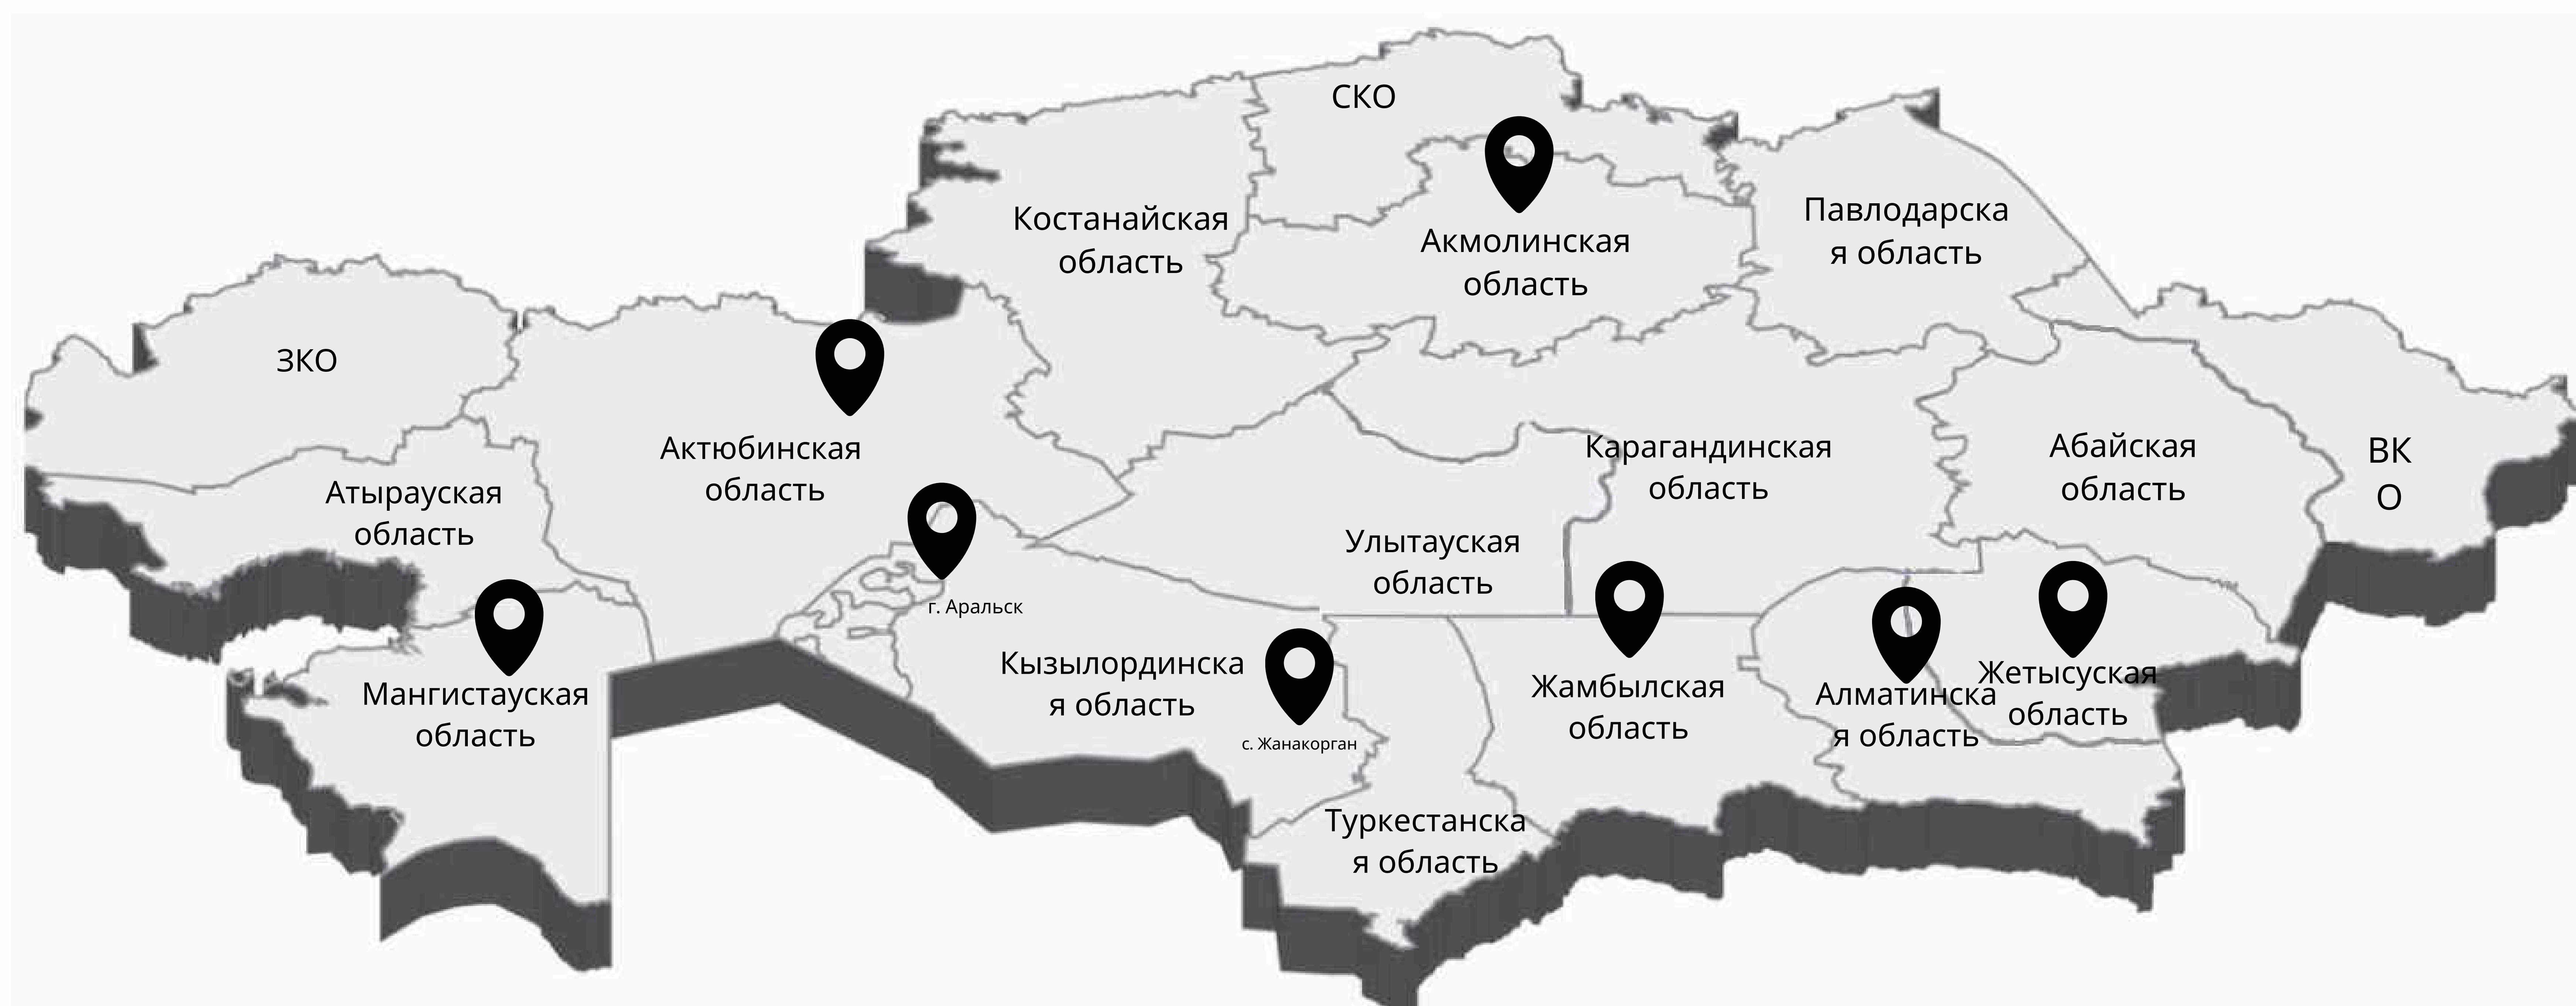 СКО
Костанайская
область
Акмолинская
область
Павлодарска
я область
ЗКО
Актюбинская
область
Атырауская
область
Карагандинская
область
Абайская
область
ВК
О
Улытауская
область
г. Аральск
Мангистауская
область
Кызылординска
я область
с. Жанакорган
Жамбылская
область
Алматинска
я область
Жетысуская
область
Туркестанска
я область